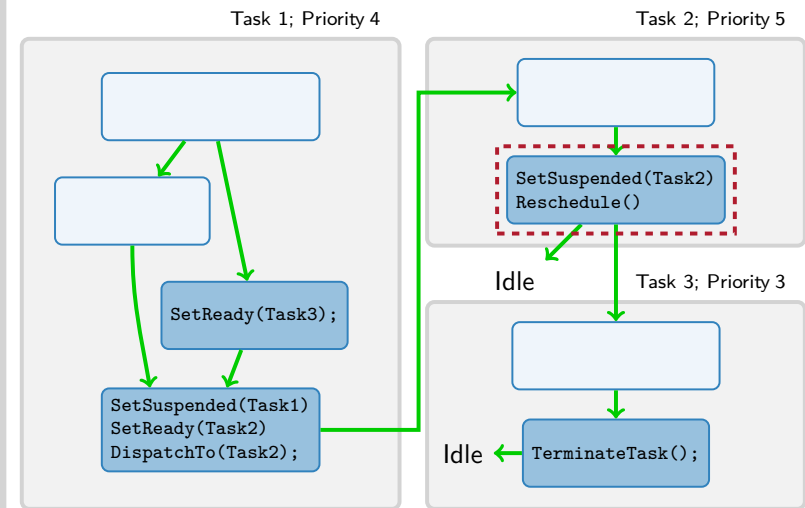 Task 1; Priority 4
SetReady(Task3);
SetSuspended(Task1)
SetReady(Task2)
DispatchTo(Task2);
Task 2; Priority 5
SetSuspended(Task2)
Reschedule()
Idle
Task 3; Priority 3
Idle
TerminateTask();